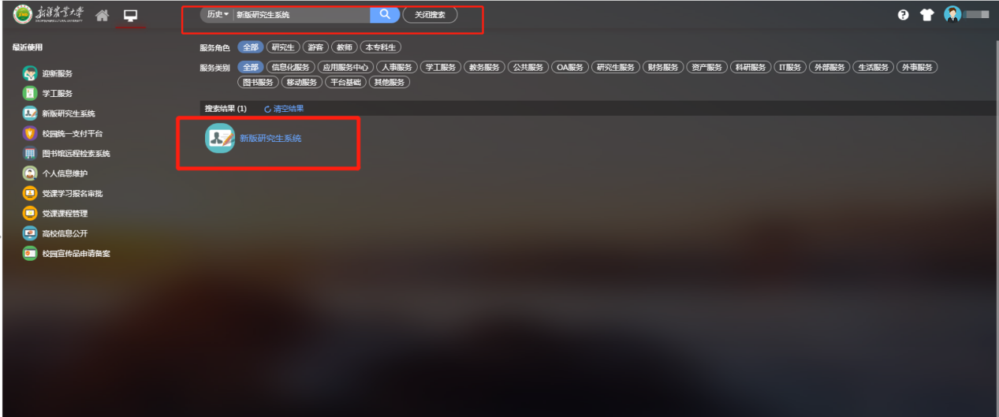 新疆农业大学
历史 新版研究生系统 关闭搜索
最近使用
迎新服务
学工服务
新版研究生系统
校园统一支付平台
图书馆远程检索系统
个人信息维护
党课学习报名审批
党课课程管理
高校信息公开
校园宣传品申请备案
服务角色 全部 研究生 游客 教师 本专科生
服务类别 全部 信息化服务 应用服务中心 人事服务 学工服务 教务服务 公共服务 OA服务 研究生服务 财务服务 资产服务 科研服务 IT服务 外部服务 生活服务 外事服务
图书服务 移动服务 平台基础 其他服务
搜索结果 (1) 清空结果
新版研究生系统